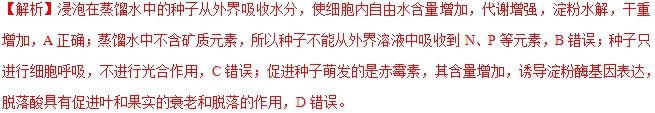 【解析】浸泡在蒸馏水中的种子从外界吸收水分，使细胞内自由水含量增加，代谢增强，淀粉水解，干重
增加，A 正确；蒸馏水中不含矿质元素，所以种子不能从外界溶液中吸收到 N、P 等元素，B 错误；种子只
进行细胞呼吸，不进行光合作用，C 错误；促进种子萌发的是赤霉素，其含量增加，诱导淀粉酶基因表达，
脱落酸具有促进叶和果实的衰老和脱落的作用，D 错误。